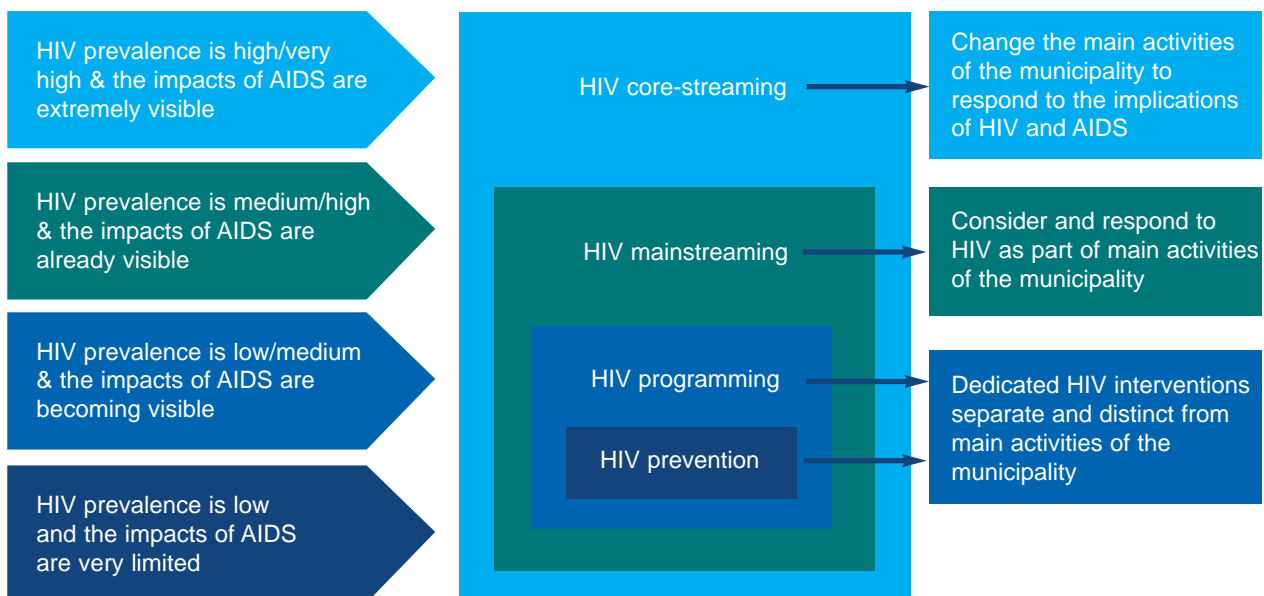 HIV prevalence is high/very
high & the impacts of AIDS are
extremely visible
HIV prevalence is medium/high
& the impacts of AIDS are
already visible
HIV prevalence is low/medium
& the impacts of AIDS are
becoming visible
HIV prevalence is low
and the impacts of AIDS
are very limited
HIV core-streaming
HIV mainstreaming
HIV programming
HIV prevention
Change the main activities
of the municipality to
respond to the implications
of HIV and AIDS
Consider and respond to
HIV as part of main activities
of the municipality
Dedicated HIV interventions
separate and distinct from
main activities of the
municipality